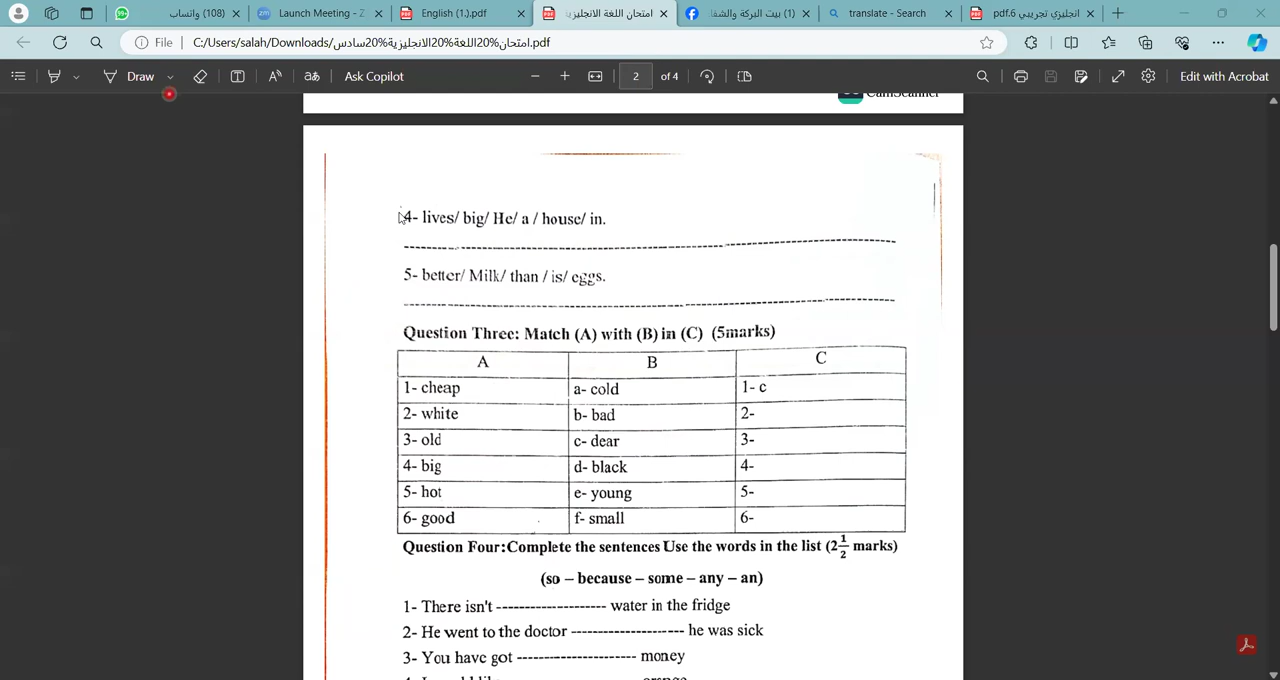 (108) واتساب
Launch Meeting - Z
English (1.).pdf
امتحان اللغة الانجليزية
(1) بيت البركة والشفا
translate - Search
انجليزي تجريبي 6.pdf
File
C:/Users/salah/Downloads/امتحان%20اللغة%20الانجليزية%20سادس.pdf
Draw
Ask Copilot
2
of 4
Edit with Acrobat
CamScanner
4- lives/ big/ He/ a / house/ in.
5- better/ Milk/ than / is/ eggs.
Question Three: Match (A) with (B) in (C) (5marks)
A B C
1- cheap a- cold 1- c
2- white b- bad 2-
3- old c- dear 3-
4- big d- black 4-
5- hot e- young 5-
6- good f- small 6-
Question Four:Complete the sentences Use the words in the list (2½ marks)
(so – because – some – any – an)
1- There isn't -------------------- water in the fridge
2- He went to the doctor --------------------- he was sick
3- You have got ---------------------- money